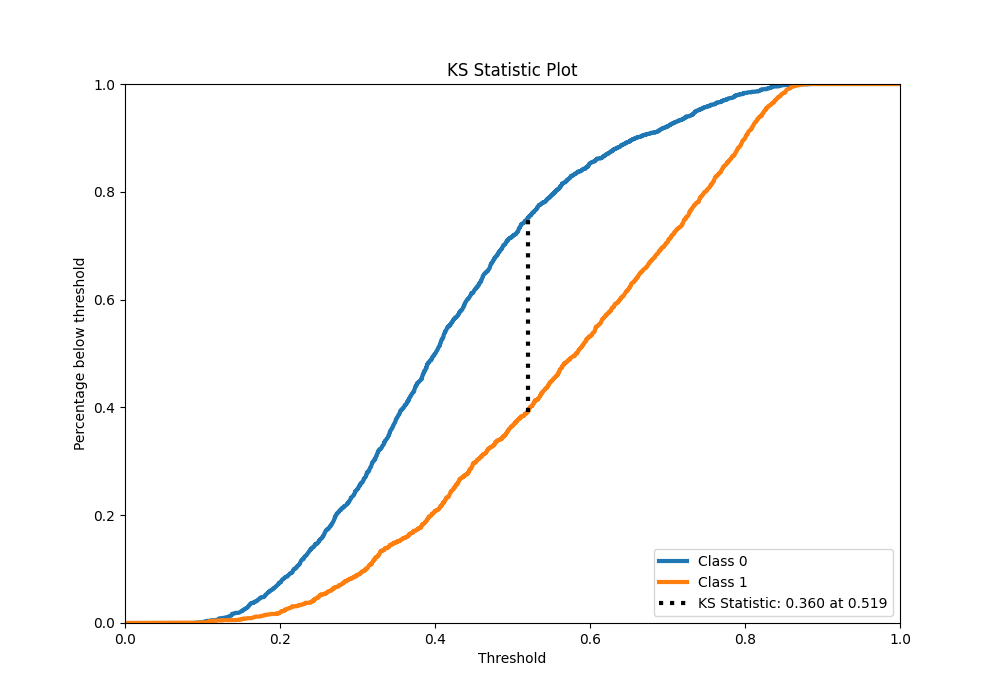 KS Statistic Plot
1.0
0.8
0.6
0.4
0.2
0.0
Percentage below threshold
0.0 0.2 0.4 0.6 0.8 1.0
Threshold
Class 0
Class 1
KS Statistic: 0.360 at 0.519